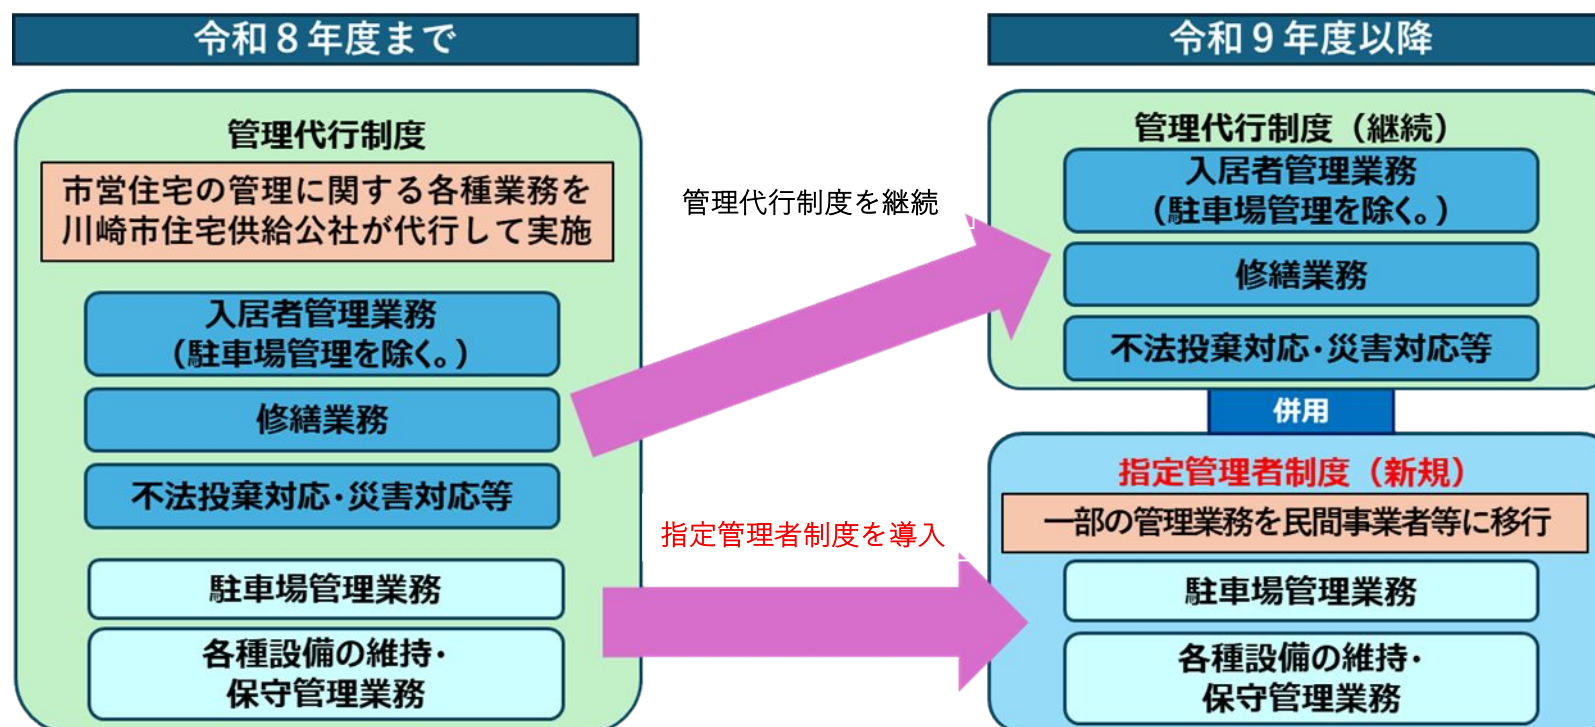 令和８年度まで
管理代行制度
市営住宅の管理に関する各種業務を
川崎市住宅供給公社が代行して実施
入居者管理業務
（駐車場管理を除く。）
修繕業務
不法投棄対応・災害対応等
駐車場管理業務
各種設備の維持・
保守管理業務
管理代行制度を継続
指定管理者制度を導入
令和９年度以降
管理代行制度（継続）
入居者管理業務
（駐車場管理を除く。）
修繕業務
不法投棄対応・災害対応等
併用
指定管理者制度（新規）
一部の管理業務を民間事業者等に移行
駐車場管理業務
各種設備の維持・
保守管理業務